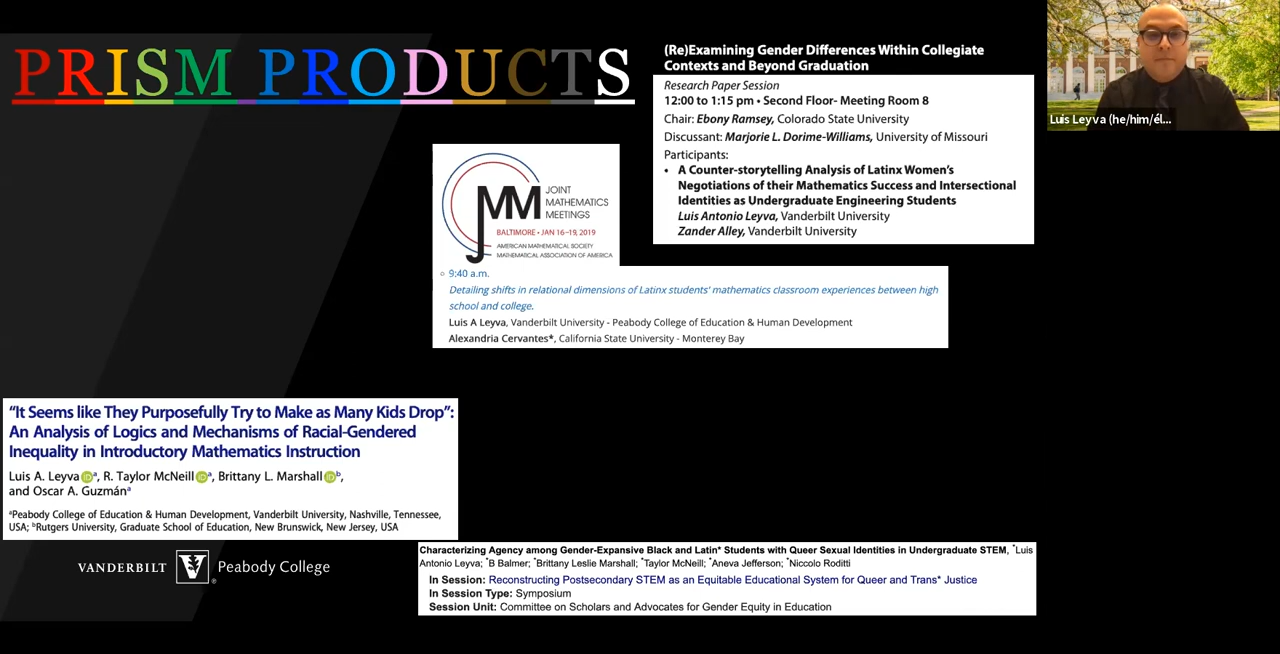 PRISM PRODUCTS
(Re)Examining Gender Differences Within Collegiate
Contexts and Beyond Graduation
Research Paper Session
12:00 to 1:15 pm • Second Floor- Meeting Room 8
Chair: Ebony Ramsey, Colorado State University
Discussant: Marjorie L. Dorime-Williams, University of Missouri
Participants:
• A Counter-storytelling Analysis of Latinx Women's
Negotiations of their Mathematics Success and Intersectional
Identities as Undergraduate Engineering Students
Luis Antonio Leyva, Vanderbilt University
Zander Alley, Vanderbilt University
Luis Leyva (he/him/él...
JMM
JOINT
MATHEMATICS
MEETINGS
BALTIMORE • JAN 16–19, 2019
AMERICAN MATHEMATICAL SOCIETY
MATHEMATICAL ASSOCIATION OF AMERICA
9:40 a.m.
Detailing shifts in relational dimensions of Latinx students' mathematics classroom experiences between high
school and college.
Luis A Leyva, Vanderbilt University - Peabody College of Education & Human Development
Alexandria Cervantes*, California State University - Monterey Bay
“It Seems like They Purposefully Try to Make as Many Kids Drop”:
An Analysis of Logics and Mechanisms of Racial-Gendered
Inequality in Introductory Mathematics Instruction
Luis A. Leyva iD a, R. Taylor McNeill iD a, Brittany L. Marshall iD b,
and Oscar A. Guzmán a
aPeabody College of Education & Human Development, Vanderbilt University, Nashville, Tennessee,
USA; bRutgers University, Graduate School of Education, New Brunswick, New Jersey, USA
VANDERBILT V® Peabody College
Characterizing Agency among Gender-Expansive Black and Latin* Students with Queer Sexual Identities in Undergraduate STEM, *Luis
Antonio Leyva; *B Balmer; *Brittany Leslie Marshall; *Taylor McNeill; *Aneva Jefferson; *Niccolo Roditti
In Session: Reconstructing Postsecondary STEM as an Equitable Educational System for Queer and Trans* Justice
In Session Type: Symposium
Session Unit: Committee on Scholars and Advocates for Gender Equity in Education